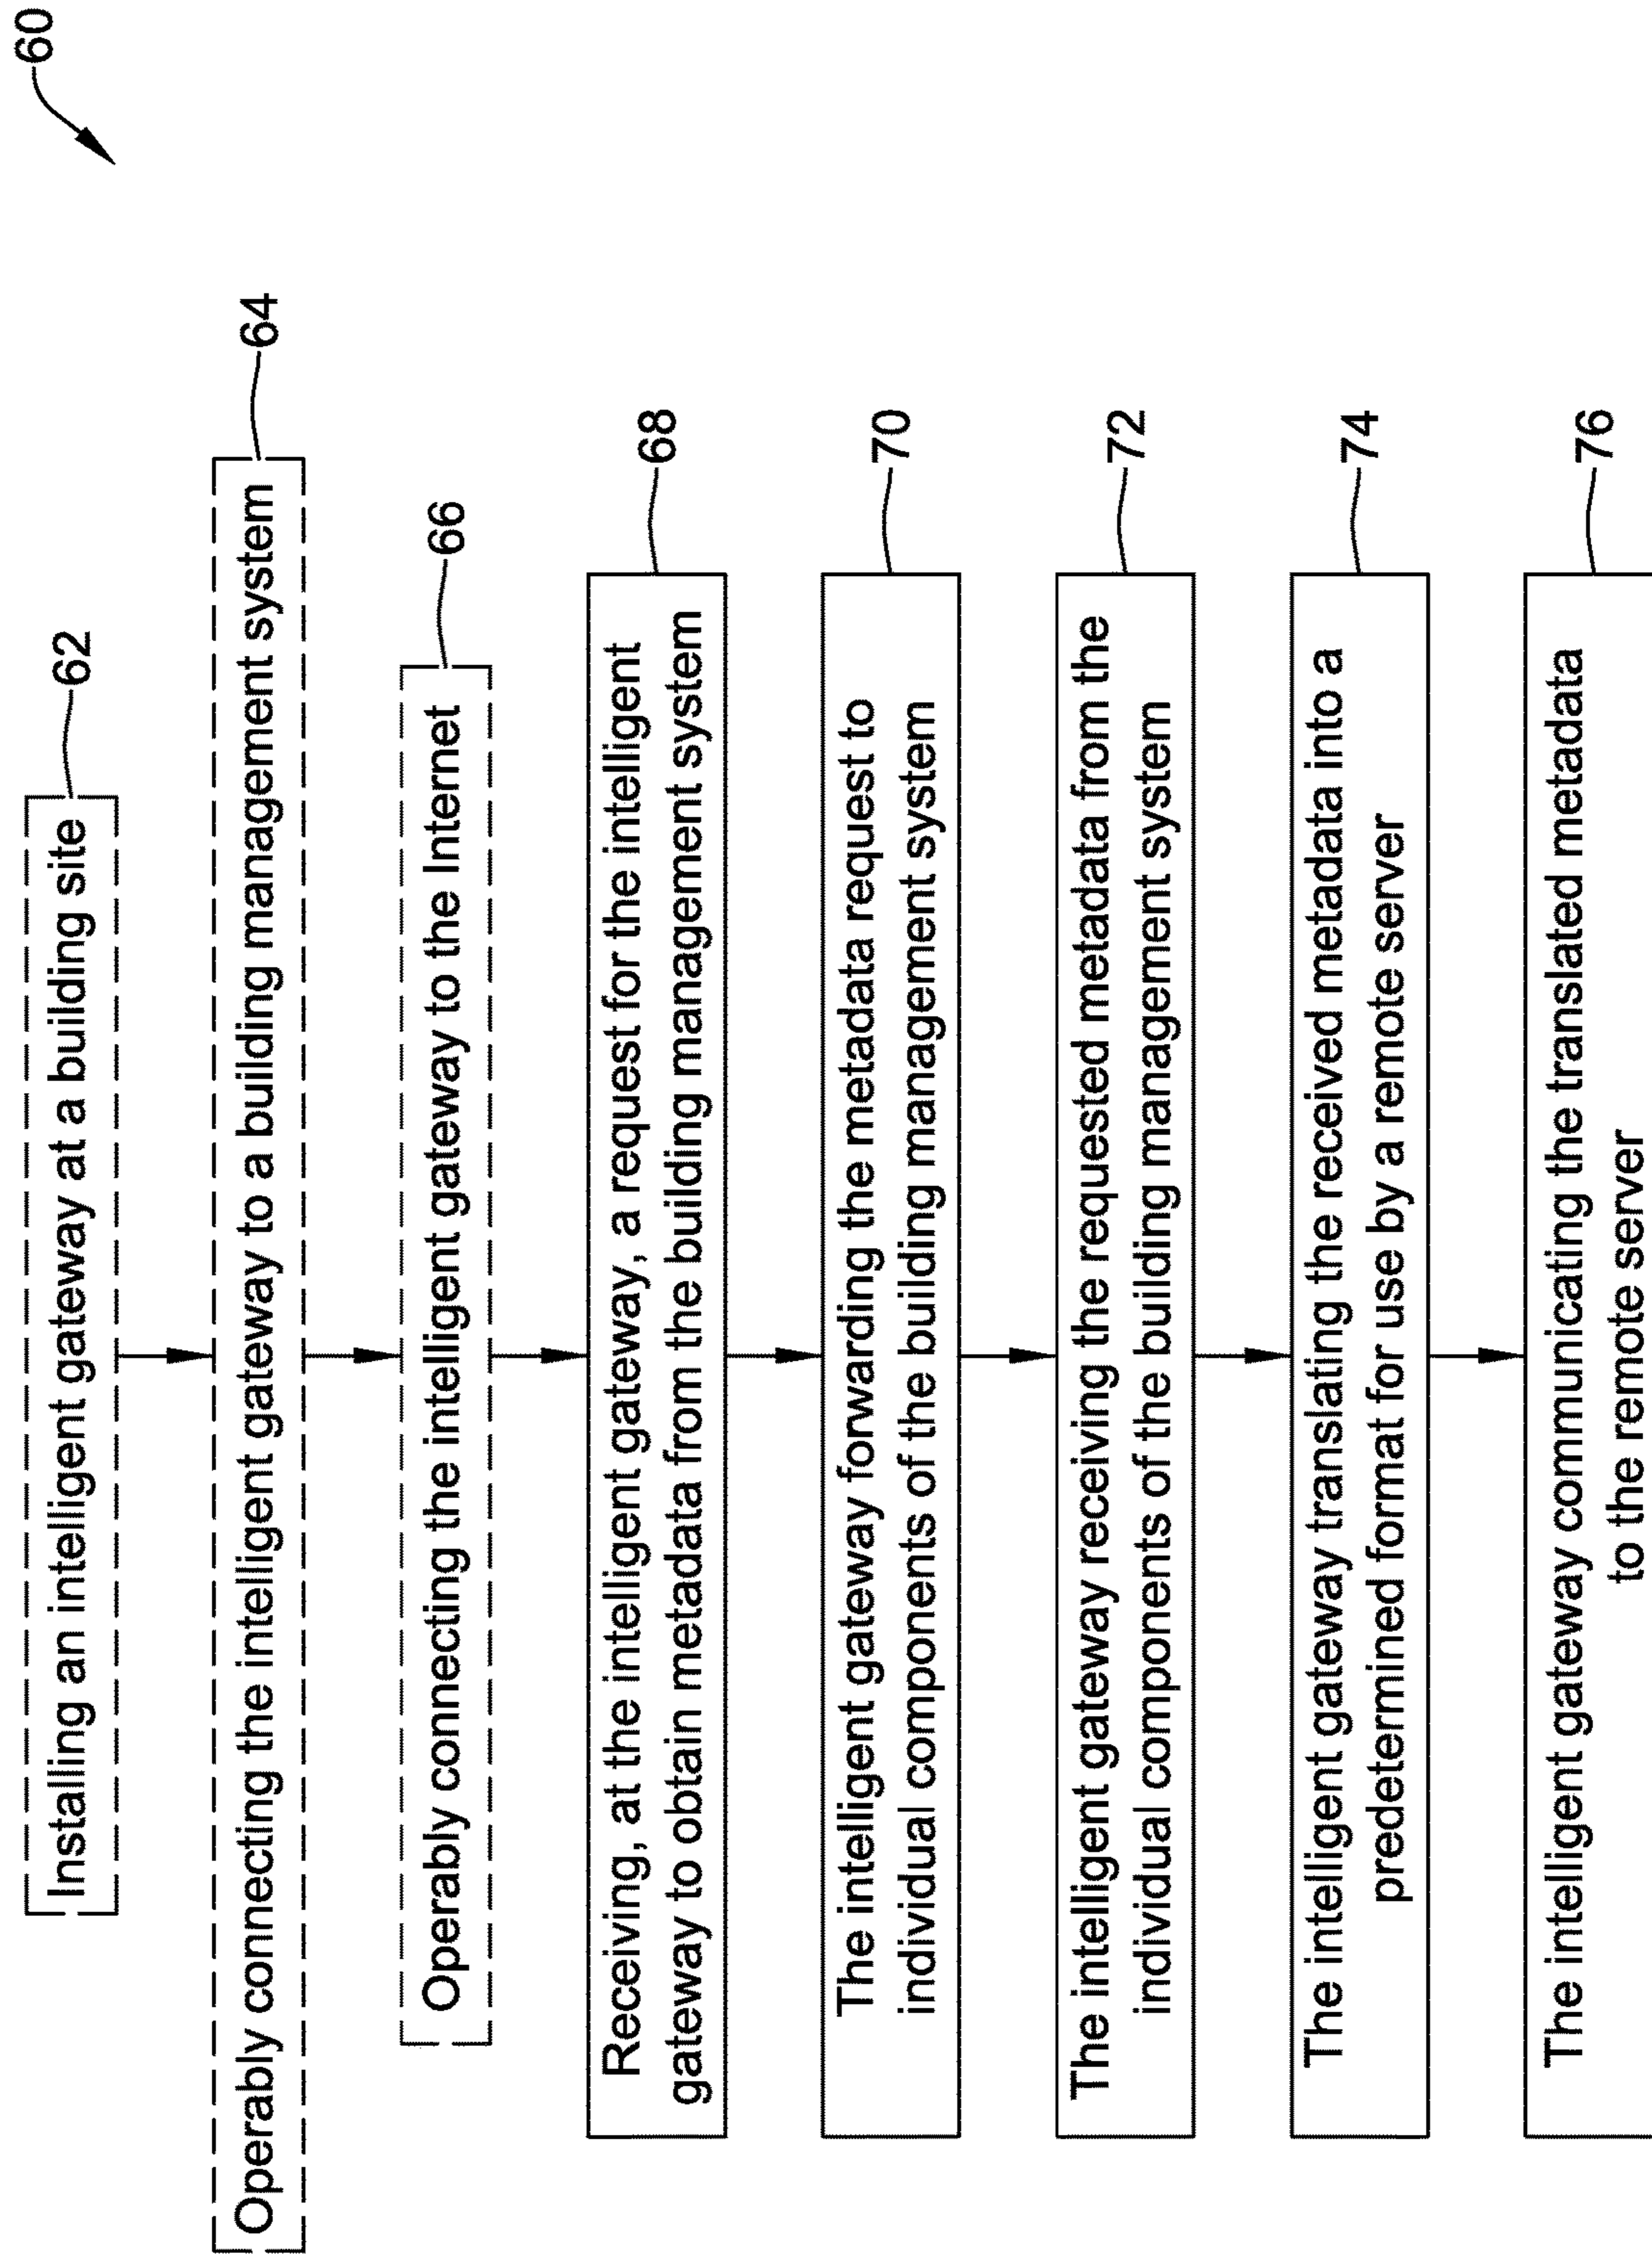 60
Installing an intelligent gateway at a building site
62
Operably connecting the intelligent gateway to a building management system
64
Operably connecting the intelligent gateway to the Internet
66
Receiving, at the intelligent gateway, a request for the intelligent
gateway to obtain metadata from the building management system
68
The intelligent gateway forwarding the metadata request to
individual components of the building management system
70
The intelligent gateway receiving the requested metadata from the
individual components of the building management system
72
The intelligent gateway translating the received metadata into a
predetermined format for use by a remote server
74
The intelligent gateway communicating the translated metadata
to the remote server
76